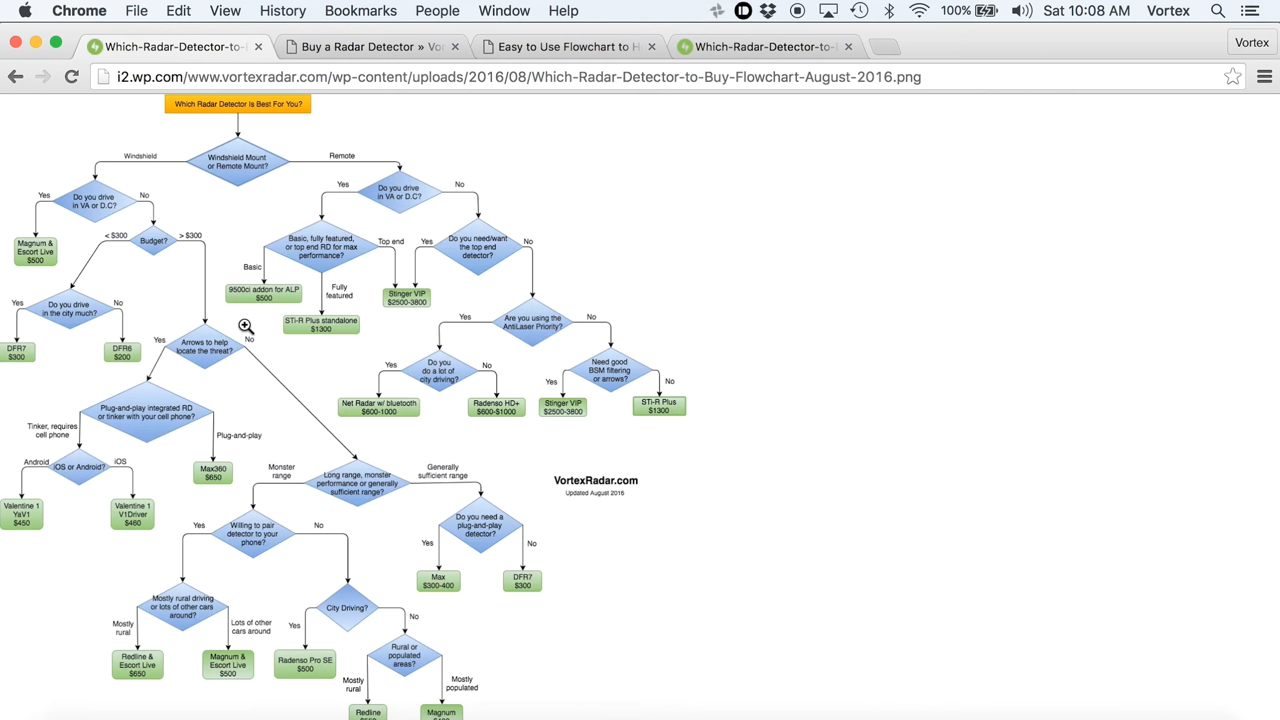 Chrome File Edit View History Bookmarks People Window Help 100% Sat 10:08 AM Vortex
Which-Radar-Detector-to-B
Buy a Radar Detector » Vor
Easy to Use Flowchart to H
Which-Radar-Detector-to-
Vortex
i2.wp.com/www.vortexradar.com/wp-content/uploads/2016/08/Which-Radar-Detector-to-Buy-Flowchart-August-2016.png
Which Radar Detector Is Best For You?
Windshield
Windshield Mount
or Remote Mount?
Remote
Yes
Do you drive
in VA or D.C?
No
Yes
Do you drive
in VA or D.C?
No
Magnum &
Escort Live
$500
< $300
Budget?
> $300
Basic, fully featured,
or top end RD for max
performance?
Top end
Basic
Fully
featured
Yes
Do you need/want
the top end
detector?
No
9500ci addon for ALP
$500
STi-R Plus standalone
$1300
Stinger VIP
$2500-3800
Yes
Do you drive
in the city much?
No
DFR7
$300
DFR6
$200
Yes
Arrows to help
locate the threat?
No
Yes
Are you using the
AntiLaser Priority?
No
Yes
Do you
do a lot of
city driving?
No
Yes
Need good
BSM filtering
or arrows?
No
Net Radar w/ bluetooth
$600-1000
Radenso HD+
$600-$1000
Stinger VIP
$2500-3800
STi-R Plus
$1300
Tinker, requires
cell phone
Plug-and-play integrated RD
or tinker with your cell phone?
Plug-and-play
Android
iOS or Android?
iOS
Max360
$650
Valentine 1
YaV1
$450
Valentine 1
V1Driver
$460
Monster
range
Long range, monster
performance or generally
sufficient range?
Generally
sufficient range
VortexRadar.com
Updated August 2016
Yes
Willing to pair
detector to your
phone?
No
Yes
Do you need a
plug-and-play
detector?
No
Max
$300-400
DFR7
$300
Mostly
rural
Mostly rural driving
or lots of other cars
around?
Lots of other
cars around
Yes
City Driving?
No
Redline &
Escort Live
$650
Magnum &
Escort Live
$500
Radenso Pro SE
$500
Mostly
rural
Rural or
populated
areas?
Mostly
populated
Redline
Magnum